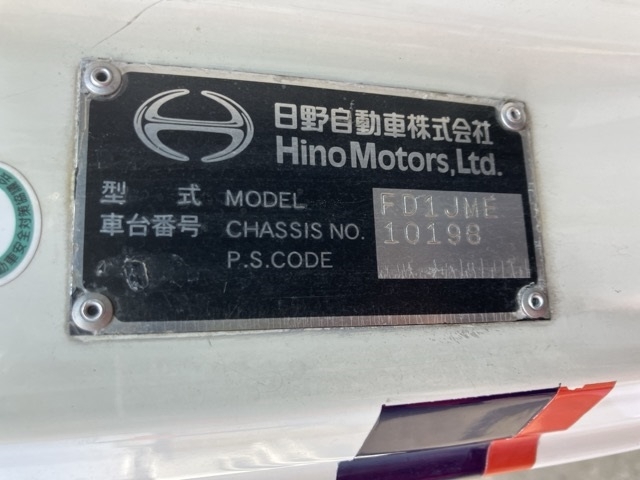 日野自動車株式会社
Hino Motors, Ltd.
型 式 MODEL FD1JME
車台番号 CHASSIS NO. 10198
P.S.CODE